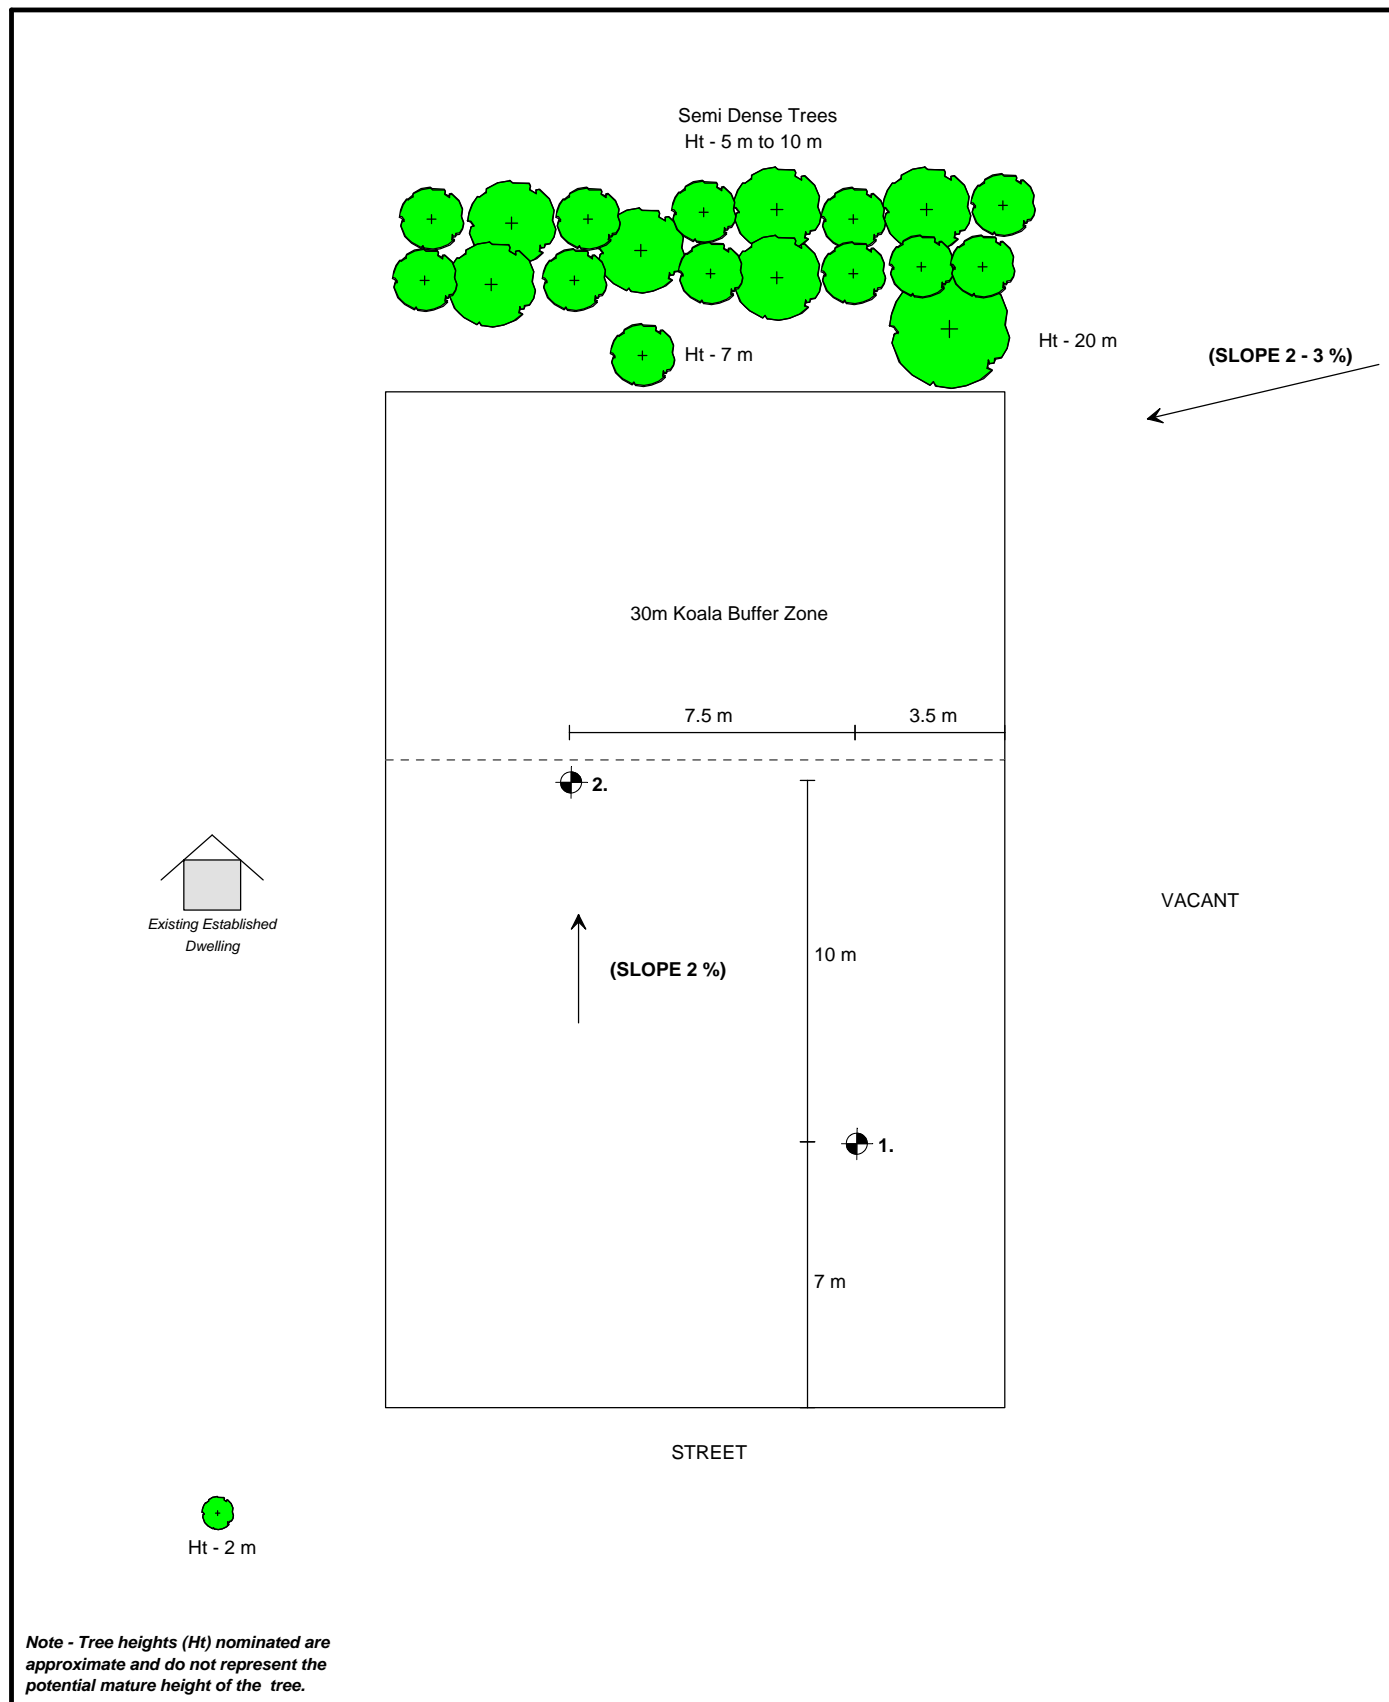 Semi Dense Trees
Ht - 5 m to 10 m
Ht - 20 m
Ht - 7 m
(SLOPE 2 - 3 %)
30m Koala Buffer Zone
7.5 m
3.5 m
2.
VACANT
Existing Established
Dwelling
10 m
(SLOPE 2 %)
1.
7 m
STREET
Ht - 2 m
Note - Tree heights (Ht) nominated are
approximate and do not represent the
potential mature height of the tree.